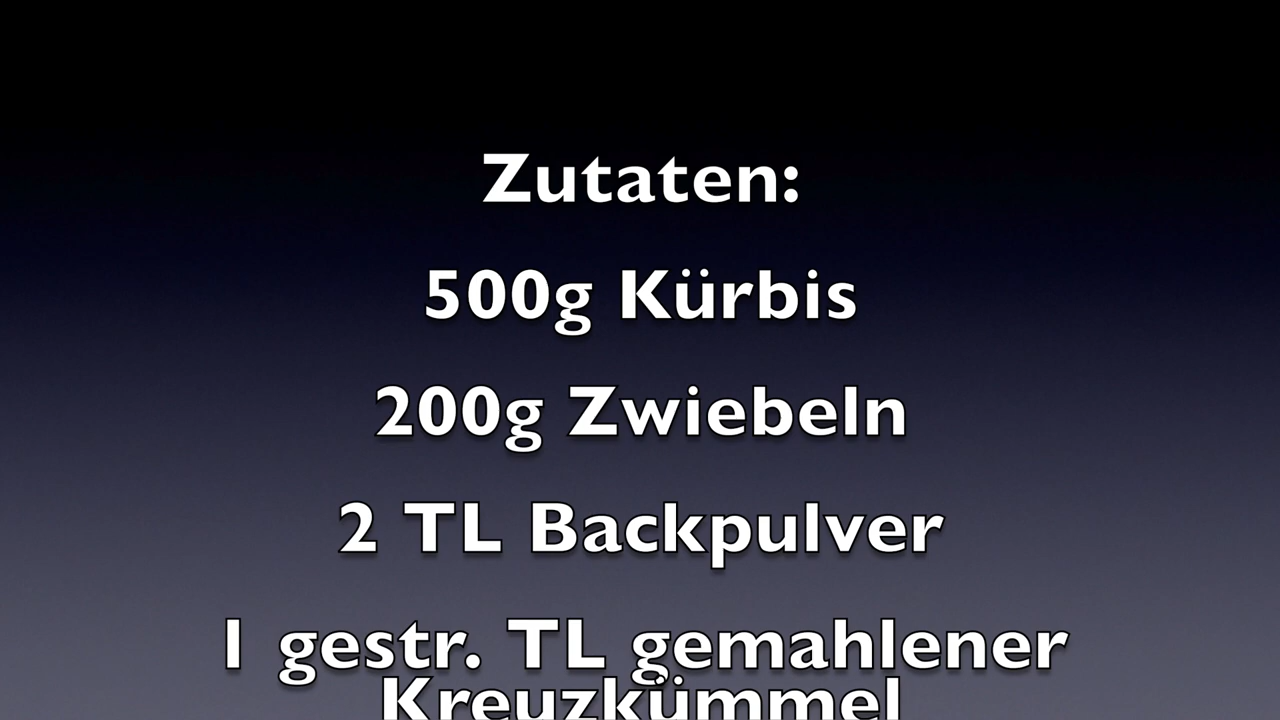 Zutaten:
500g Kürbis
200g Zwiebeln
2 TL Backpulver
1 gestr. TL gemahlener
Kreuzkümmel